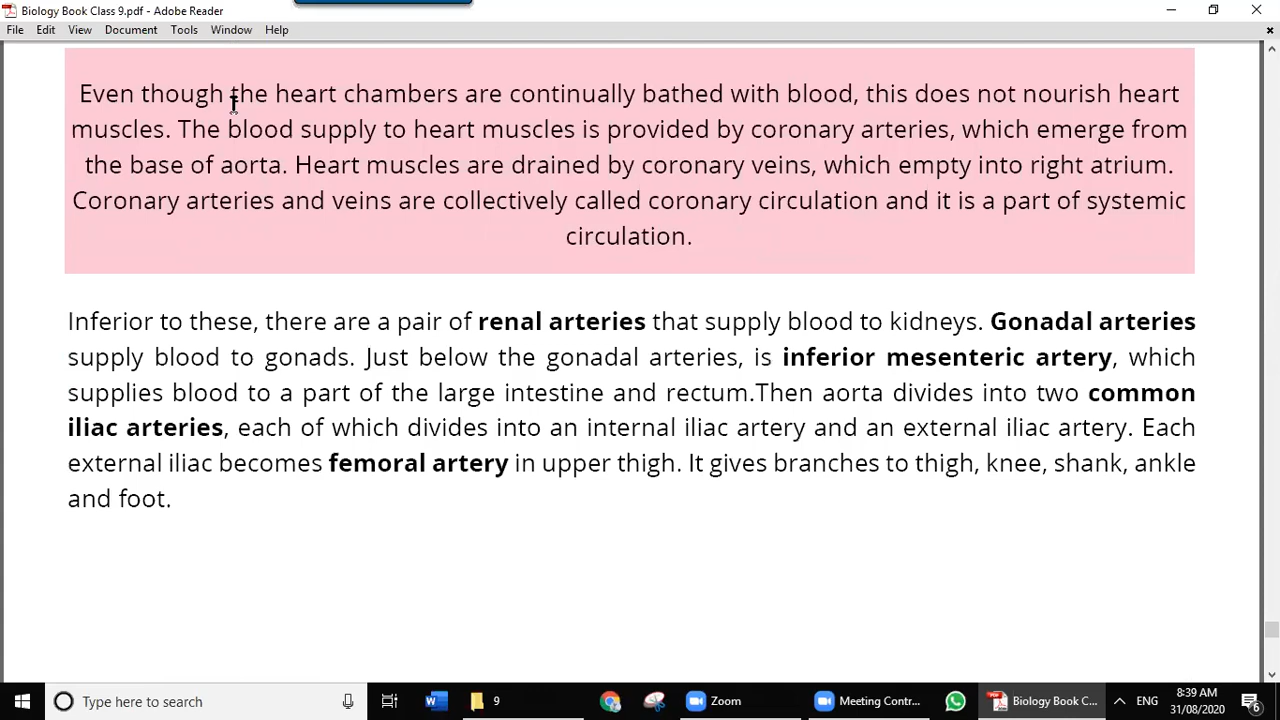 Biology Book Class 9.pdf - Adobe Reader
File Edit View Document Tools Window Help
Even though the heart chambers are continually bathed with blood, this does not nourish heart
muscles. The blood supply to heart muscles is provided by coronary arteries, which emerge from
the base of aorta. Heart muscles are drained by coronary veins, which empty into right atrium.
Coronary arteries and veins are collectively called coronary circulation and it is a part of systemic
circulation.
Inferior to these, there are a pair of renal arteries that supply blood to kidneys. Gonadal arteries
supply blood to gonads. Just below the gonadal arteries, is inferior mesenteric artery, which
supplies blood to a part of the large intestine and rectum.Then aorta divides into two common
iliac arteries, each of which divides into an internal iliac artery and an external iliac artery. Each
external iliac becomes femoral artery in upper thigh. It gives branches to thigh, knee, shank, ankle
and foot.
Type here to search W 9 Zoom Meeting Contr... Biology Book C... ENG 8:39 AM
31/08/2020 6